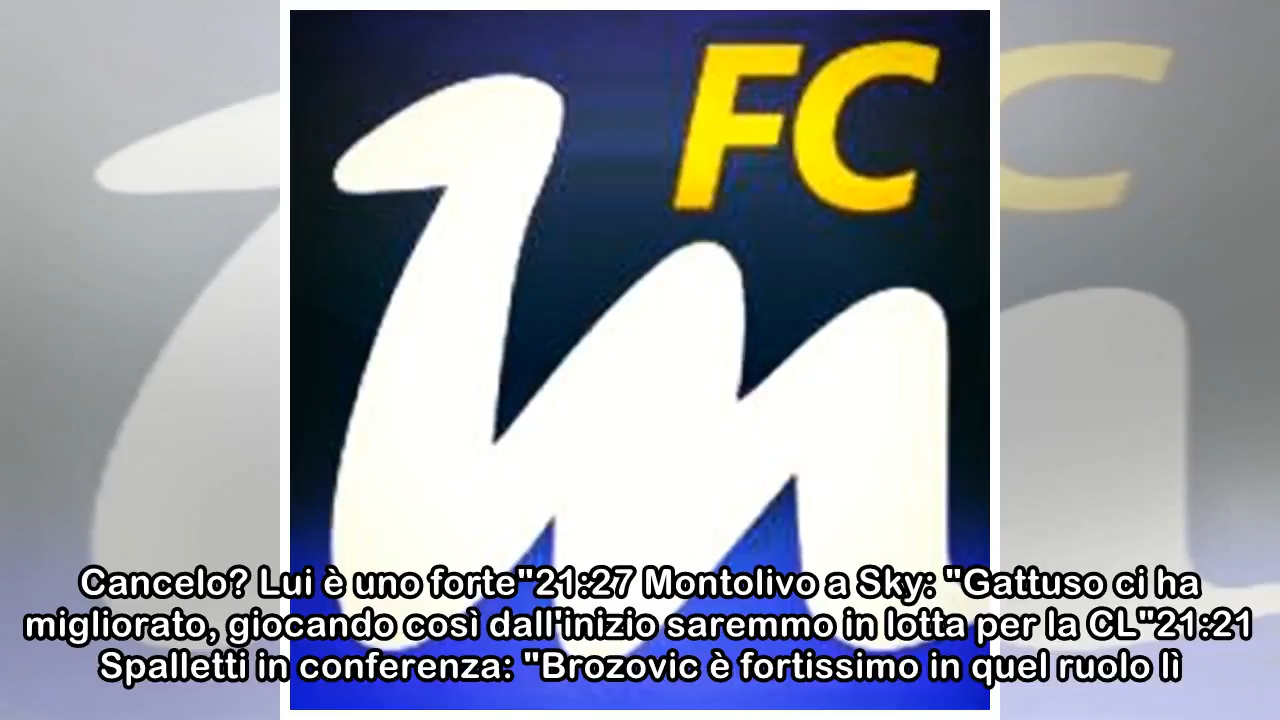 FC
Cancelo? Lui è uno forte"21:27 Montolivo a Sky: "Gattuso ci ha
migliorato, giocando così dall'inizio saremmo in lotta per la CL"21:21
Spalletti in conferenza: "Brozovic è fortissimo in quel ruolo lì